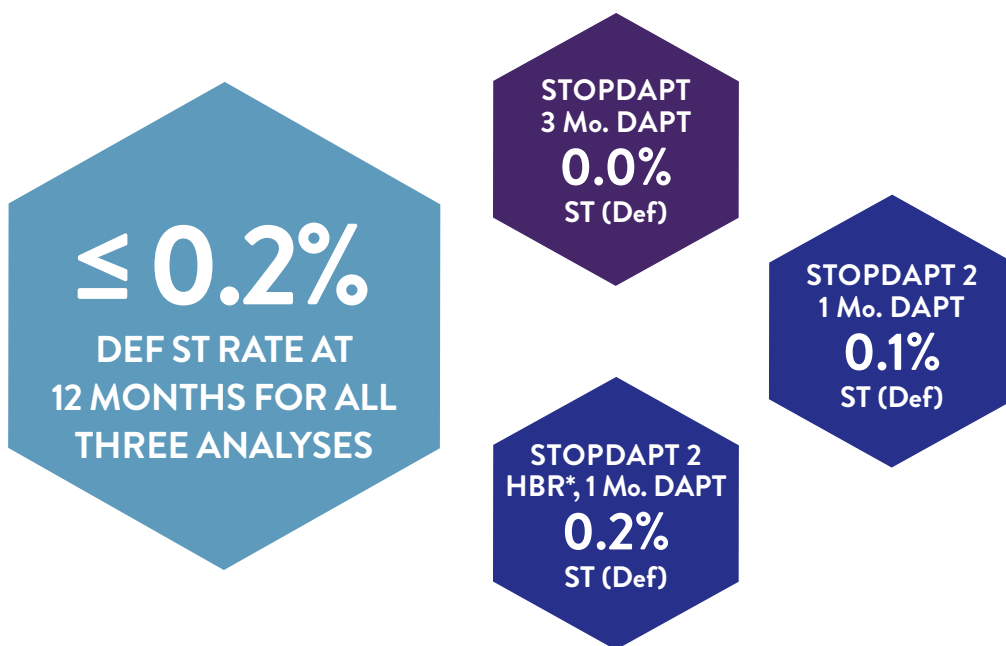 ≤ 0.2%
DEF ST RATE AT
12 MONTHS FOR ALL
THREE ANALYSES
STOPDAPT
3 Mo. DAPT
0.0%
ST (Def)
STOPDAPT 2
1 Mo. DAPT
0.1%
ST (Def)
STOPDAPT 2
HBR*, 1 Mo. DAPT
0.2%
ST (Def)